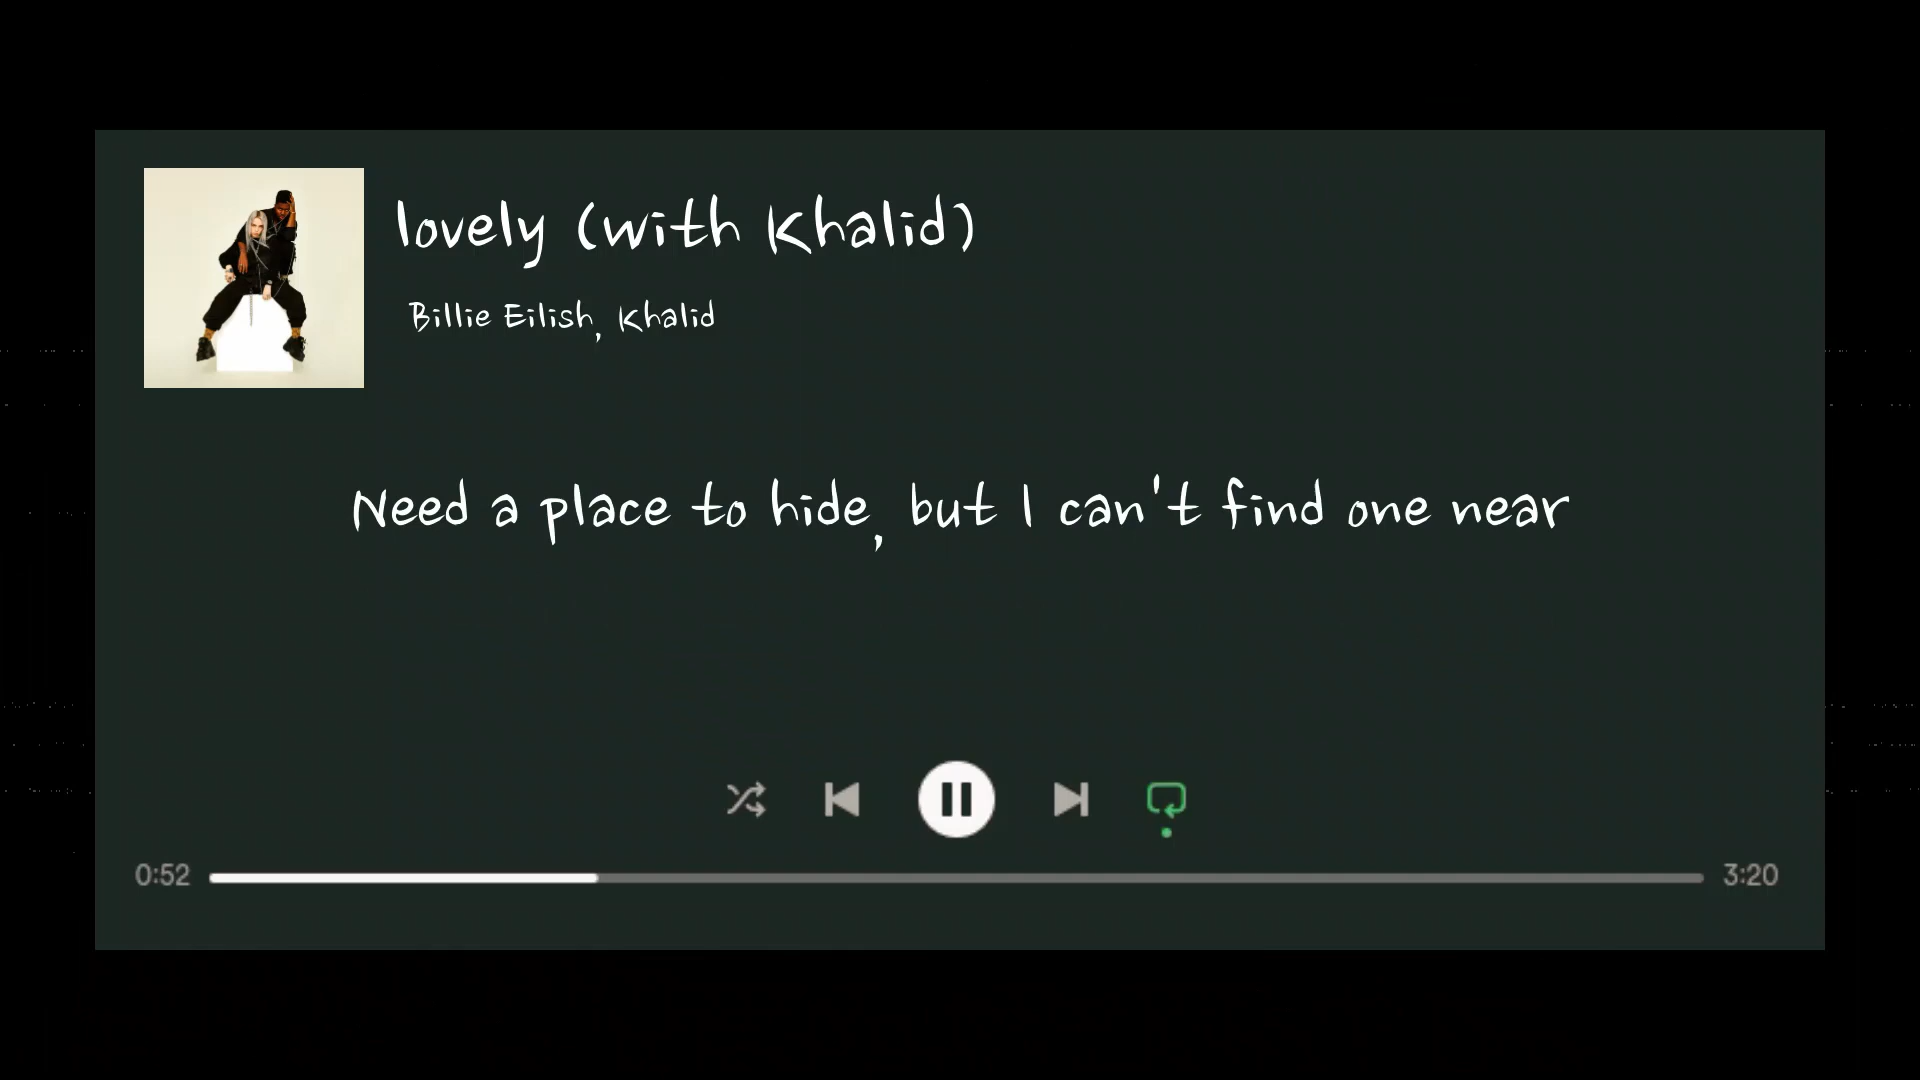 lovely (with Khalid)
Billie Eilish, Khalid
Need a place to hide, but I can't find one near
0:52
3:20